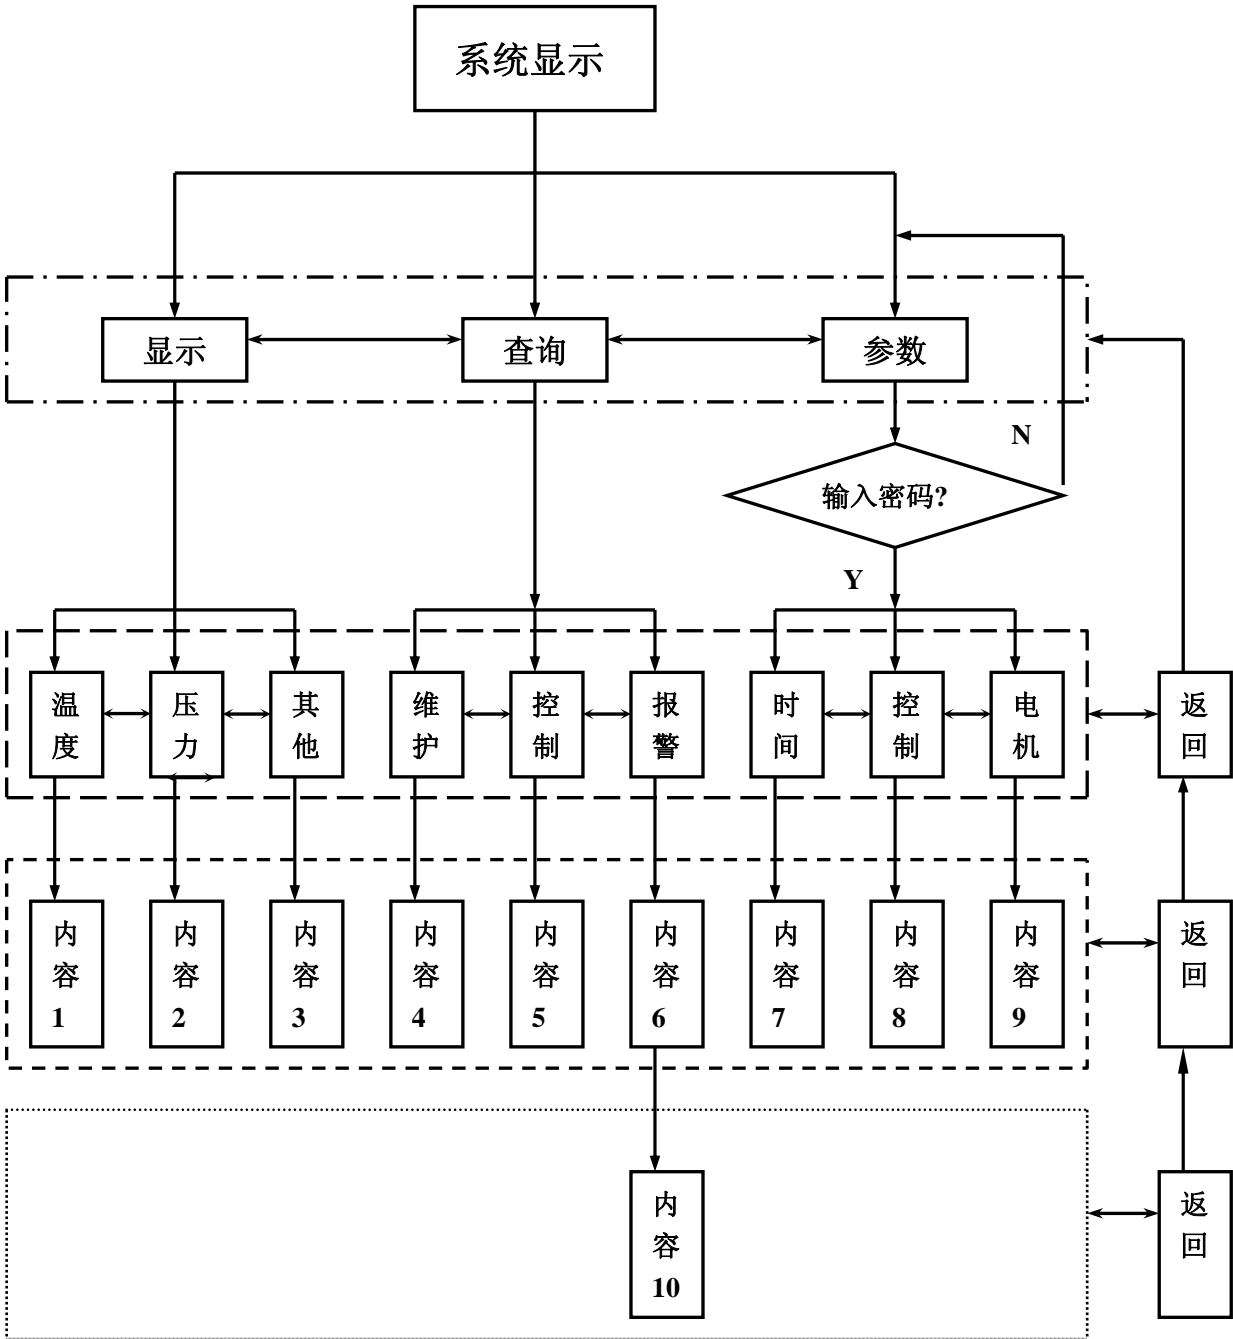 系统显示
显示
查询
参数
N
输入密码?
Y
温
度
压
力
其
他
维
护
控
制
报
警
时
间
控
制
电
机
返
回
内
容
1
内
容
2
内
容
3
内
容
4
内
容
5
内
容
6
内
容
7
内
容
8
内
容
9
返
回
内
容
10
返
回